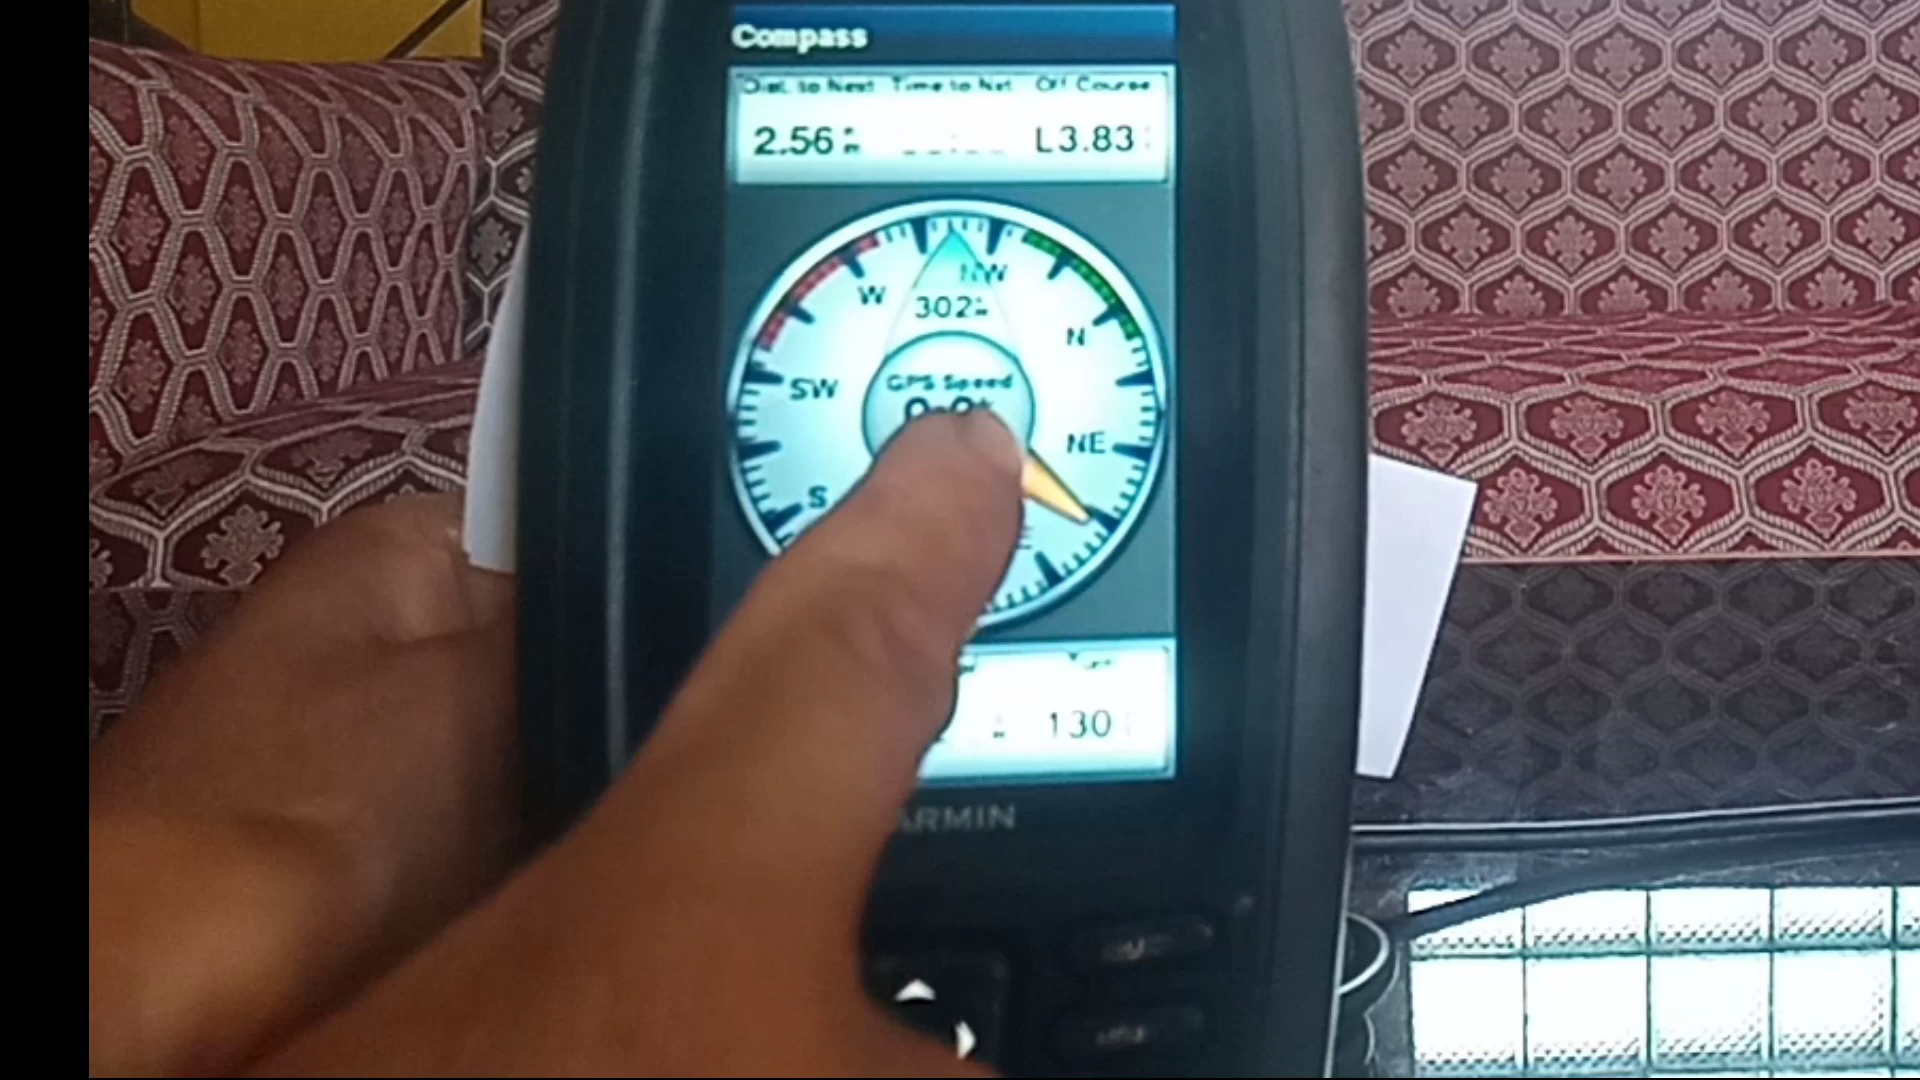 Compass
Dist. to Next Time to Nxt Off Course
2.56 L3.83
NW
W
302
N
GPS Speed
SW
NE
S
130
ARMIN